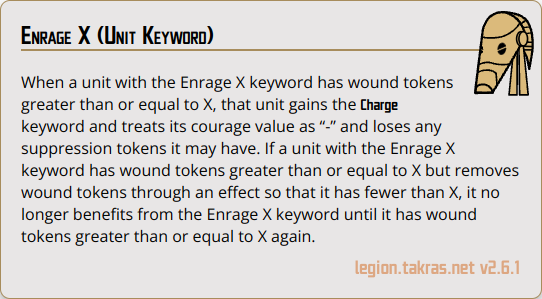 Enrage X (Unit Keyword)
When a unit with the Enrage X keyword has wound tokens
greater than or equal to X, that unit gains the Charge
keyword and treats its courage value as “-” and loses any
suppression tokens it may have. If a unit with the Enrage X
keyword has wound tokens greater than or equal to X but removes
wound tokens through an effect so that it has fewer than X, it no
longer benefits from the Enrage X keyword until it has wound
tokens greater than or equal to X again.
legion.takras.net v2.6.1